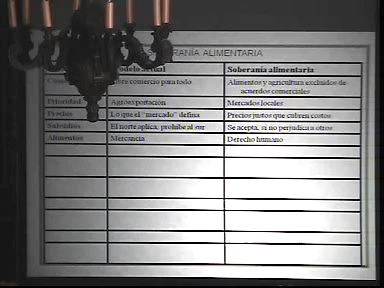 SOBERANÍA ALIMENTARIA
Modelo actual Soberanía alimentaria
Libre comercio para todo Alimentos y agricultura excluidos de
acuerdos comerciales
Prioridad Agroexportación Mercados locales
Precios Lo que el "mercado" defina Precios justos que cubren costos
Subsidios El norte aplica, prohibe al sur Se acepta, si no perjudica a otros
Alimentos Mercancía Derecho humano